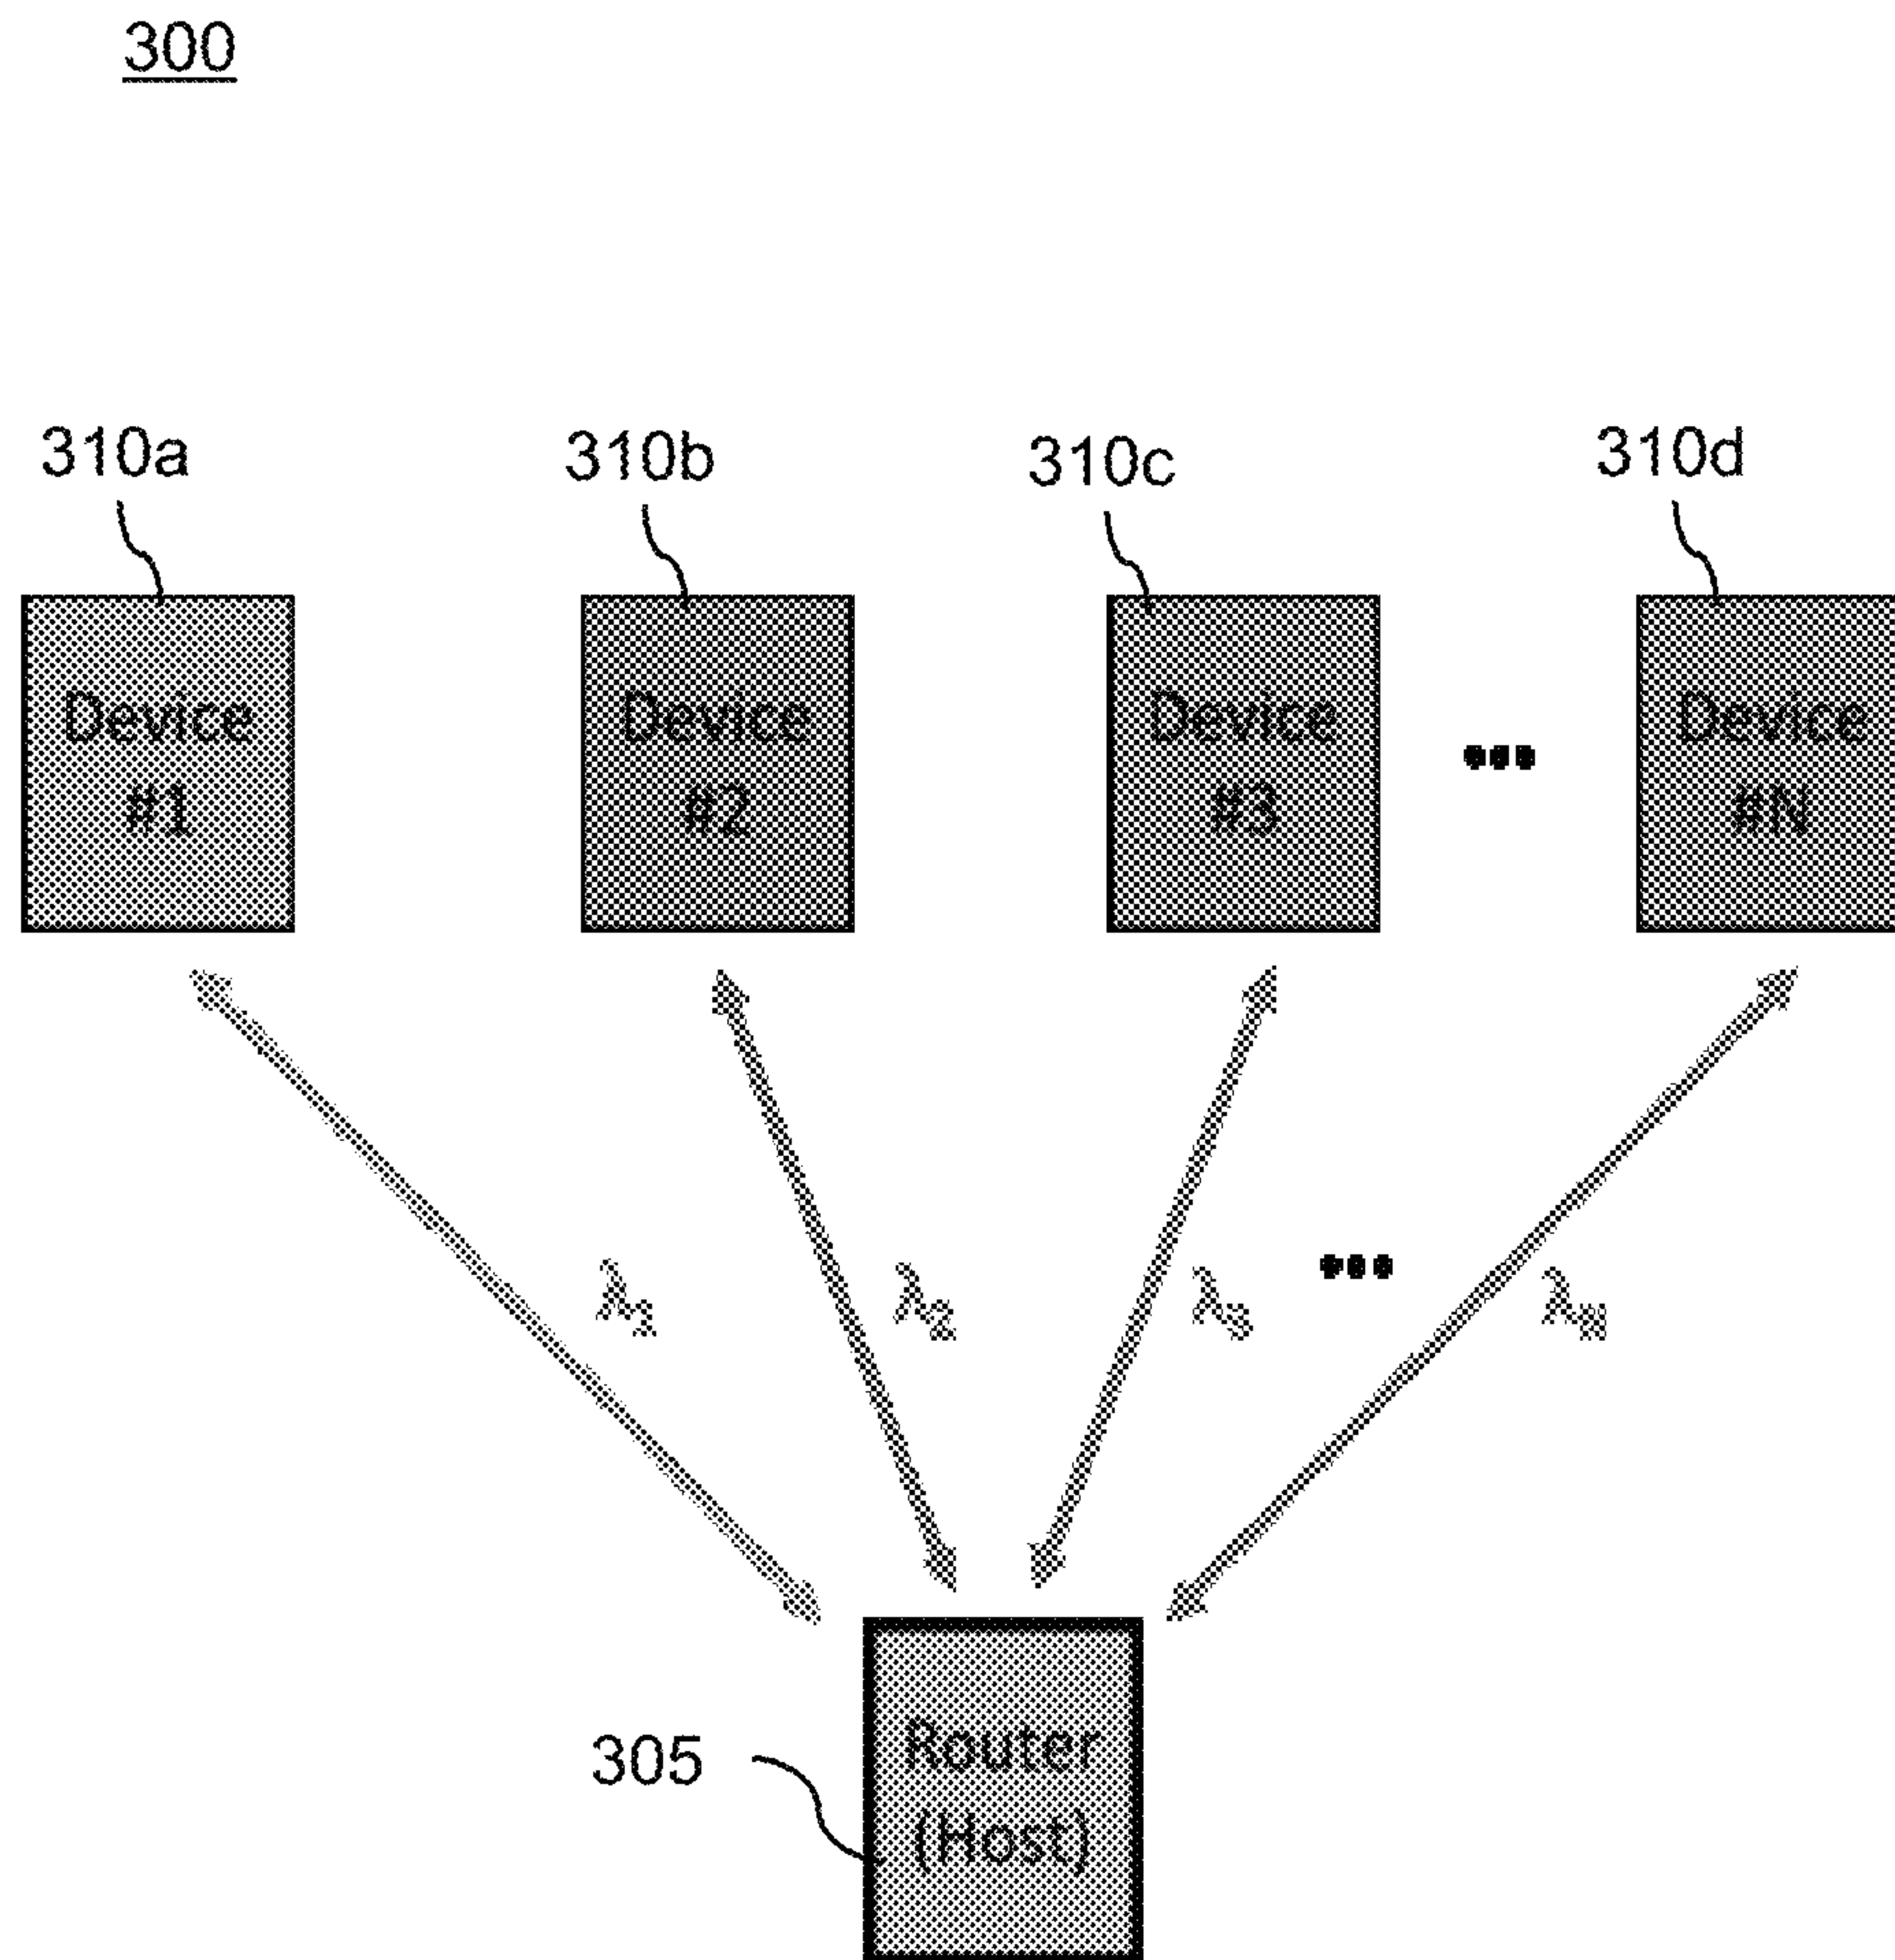 300
310a
310b
310c
310d
Device
#1
Device
#2
Device
#3
•••
Device
#N
λ1
λ2
λ3
•••
λN
305
Router
(Host)